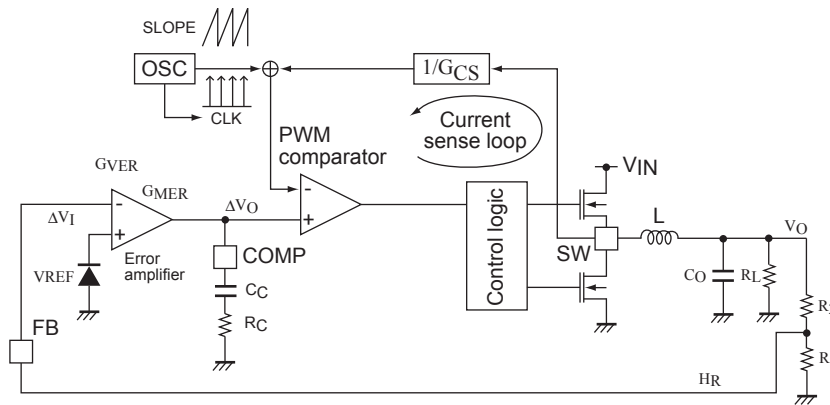 SLOPE
OSC
CLK
1/GCS
Current
sense loop
PWM
comparator
GVER
GMER
ΔVI
ΔVO
-
+
-
+
VREF
Error
amplifier
COMP
CC
RC
FB
Control logic
VIN
SW
L
VO
CO
RL
R
HR